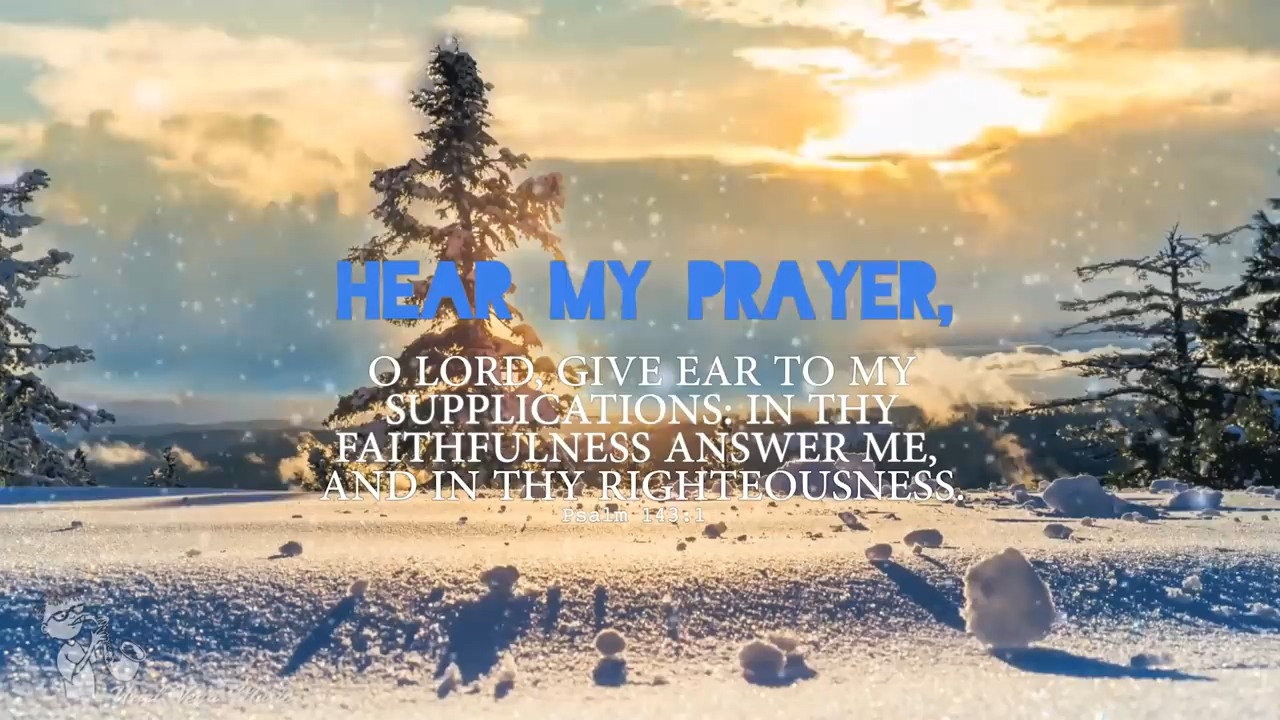 HEAR MY PRAYER,
O LORD, GIVE EAR TO MY
SUPPLICATIONS: IN THY
FAITHFULNESS ANSWER ME,
AND IN THY RIGHTEOUSNESS.
Psalm 143:1